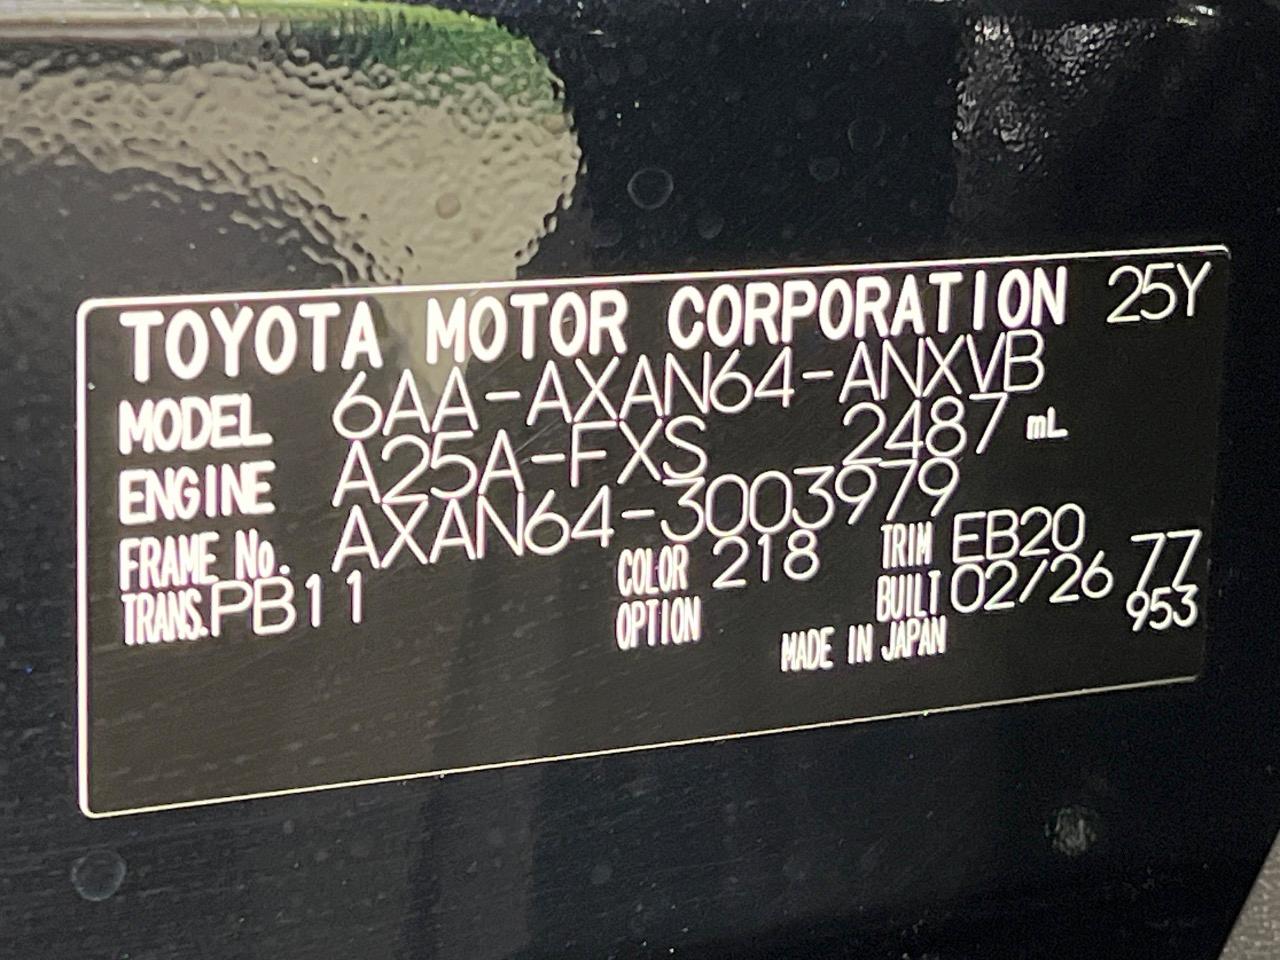 TOYOTA MOTOR CORPORATION 25Y
MODEL 6AA-AXAN64-ANXVB
ENGINE A25A-FXS 2487 mL
FRAME No. AXAN64-3003979
TRANS. PB11 COLOR 218 TRIM EB20 77
OPTION BUILT 02/26 953
MADE IN JAPAN